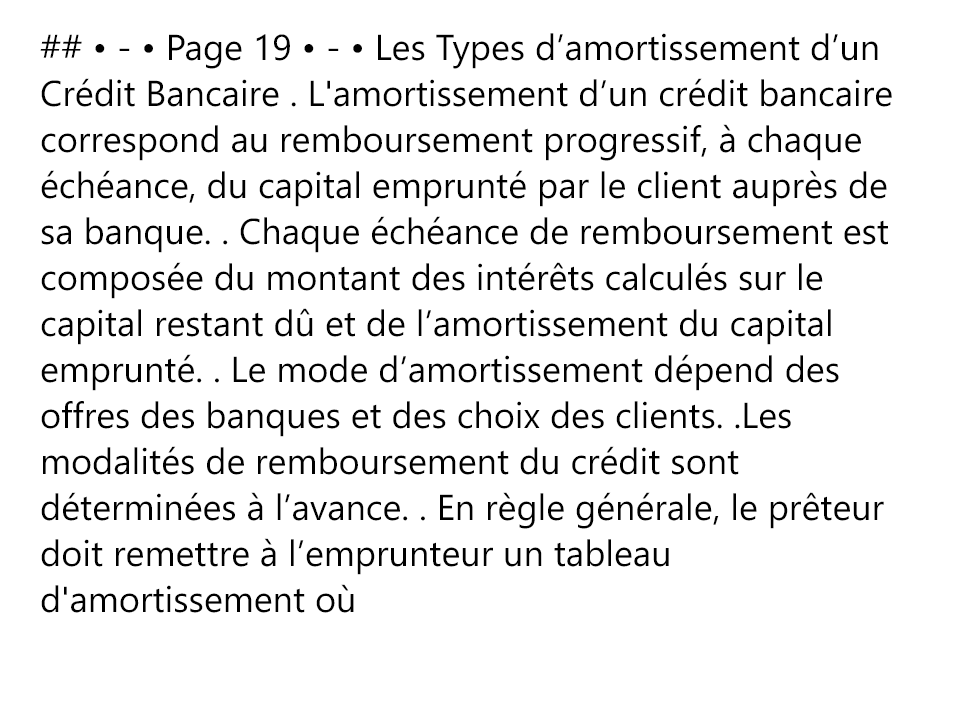 ## • - • Page 19 • - • Les Types d’amortissement d’un
Crédit Bancaire . L'amortissement d’un crédit bancaire
correspond au remboursement progressif, à chaque
échéance, du capital emprunté par le client auprès de
sa banque. . Chaque échéance de remboursement est
composée du montant des intérêts calculés sur le
capital restant dû et de l’amortissement du capital
emprunté. . Le mode d’amortissement dépend des
offres des banques et des choix des clients. .Les
modalités de remboursement du crédit sont
déterminées à l’avance. . En règle générale, le prêteur
doit remettre à l’emprunteur un tableau
d'amortissement où